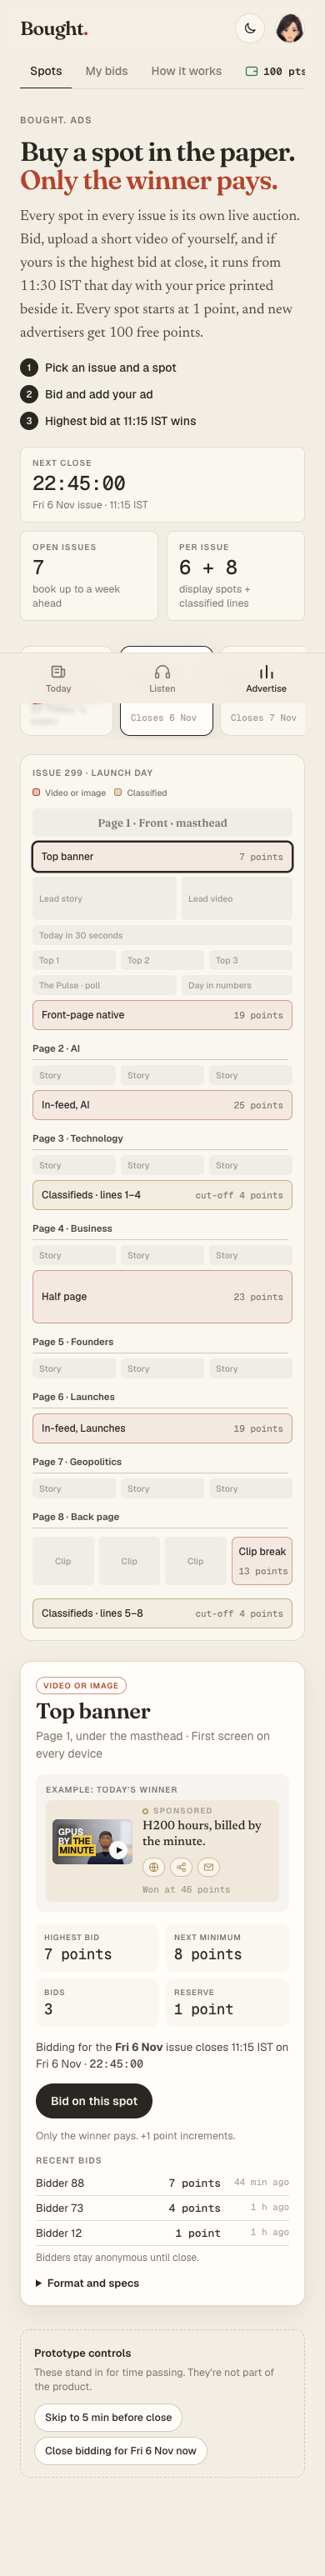 Bought.
Spots
My bids
How it works
100 pts
BOUGHT. ADS
Buy a spot in the paper.
Only the winner pays.
Every spot in every issue is its own live auction.
Bid, upload a short video of yourself, and if
yours is the highest bid at close, it runs from
11:30 IST that day with your price printed
beside it. Every spot starts at 1 point, and new
advertisers get 100 free points.
1 Pick an issue and a spot
2 Bid and add your ad
3 Highest bid at 11:15 IST wins
NEXT CLOSE
22:45:00
Fri 6 Nov issue · 11:15 IST
OPEN ISSUES
7
book up to a week
ahead
PER ISSUE
6 + 8
display spots +
classified lines
Today
Listen
Advertise
Closes 6 Nov
Closes 7 Nov
ISSUE 299 · LAUNCH DAY
Video or image
Classified
Page 1 · Front · masthead
Top banner 7 points
Lead story
Lead video
Today in 30 seconds
Top 1
Top 2
Top 3
The Pulse · poll
Day in numbers
Front-page native 19 points
Page 2 · AI
Story
Story
Story
In-feed, AI 25 points
Page 3 · Technology
Story
Story
Story
Classifieds · lines 1–4 cut-off 4 points
Page 4 · Business
Story
Story
Story
Half page 23 points
Page 5 · Founders
Story
Story
Story
Page 6 · Launches
In-feed, Launches 19 points
Page 7 · Geopolitics
Story
Story
Story
Page 8 · Back page
Clip
Clip
Clip
Clip break
13 points
Classifieds · lines 5–8 cut-off 4 points
VIDEO OR IMAGE
Top banner
Page 1, under the masthead · First screen on
every device
EXAMPLE: TODAY'S WINNER
GPUS
BY THE
MINUTE
SPONSORED
H200 hours, billed by
the minute.
Won at 46 points
HIGHEST BID
7 points
NEXT MINIMUM
8 points
BIDS
3
RESERVE
1 point
Bidding for the Fri 6 Nov issue closes 11:15 IST on
Fri 6 Nov · 22:45:00
Bid on this spot
Only the winner pays. +1 point increments.
RECENT BIDS
Bidder 88 7 points 44 min ago
Bidder 73 4 points 1 h ago
Bidder 12 1 point 1 h ago
Bidders stay anonymous until close.
Format and specs
Prototype controls
These stand in for time passing. They're not part of
the product.
Skip to 5 min before close
Close bidding for Fri 6 Nov now